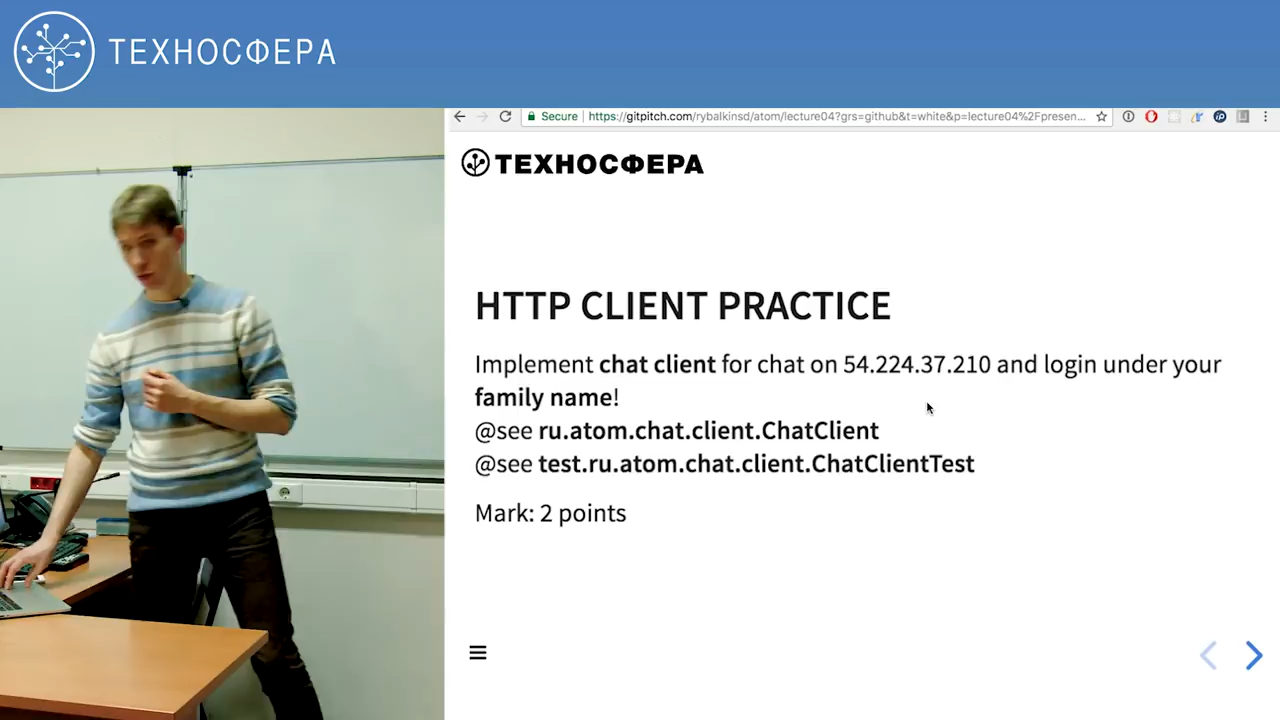 ТЕХНОСФЕРА
Secure
https://gitpitch.com/rybalkinsd/atom/lecture04?grs=github&t=white&p=lecture04%2Fpresen...
ТЕХНОСФЕРА
HTTP CLIENT PRACTICE
Implement chat client for chat on 54.224.37.210 and login under your
family name!
@see ru.atom.chat.client.ChatClient
@see test.ru.atom.chat.client.ChatClientTest
Mark: 2 points